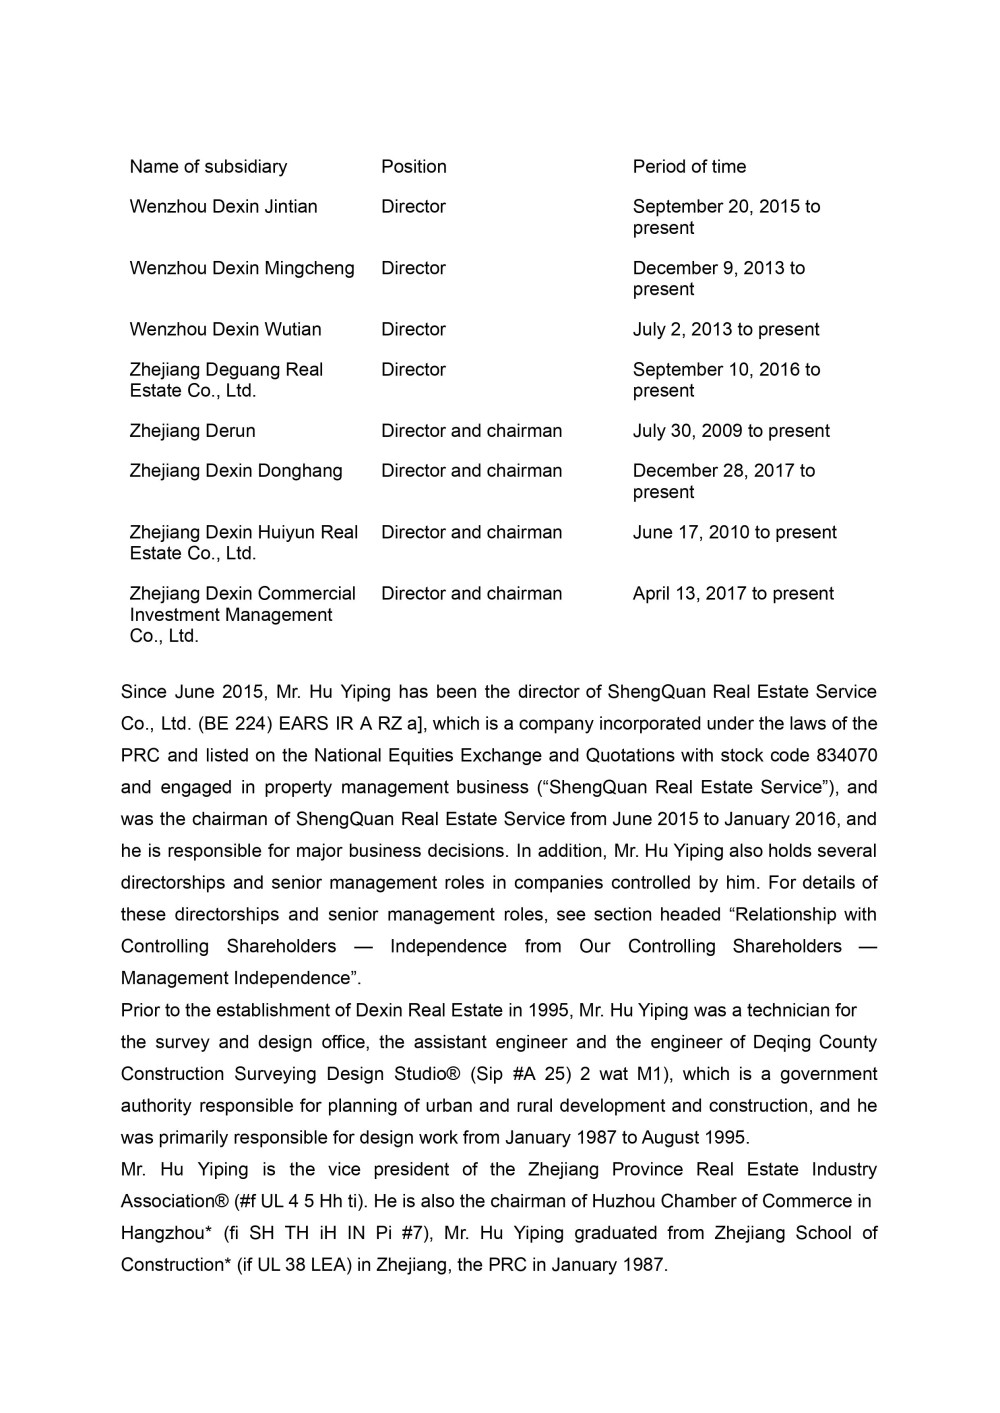 Name of subsidiary Position Period of time
Wenzhou Dexin Jintian Director September 20, 2015 to
present
Wenzhou Dexin Mingcheng Director December 9, 2013 to
present
Wenzhou Dexin Wutian Director July 2, 2013 to present
Zhejiang Deguang Real Director September 10, 2016 to
Estate Co., Ltd. present
Zhejiang Derun Director and chairman July 30, 2009 to present
Zhejiang Dexin Donghang Director and chairman December 28, 2017 to
present
Zhejiang Dexin Huiyun Real Director and chairman June 17, 2010 to present
Estate Co., Ltd.
Zhejiang Dexin Commercial Director and chairman April 13, 2017 to present
Investment Management
Co., Ltd.
Since June 2015, Mr. Hu Yiping has been the director of ShengQuan Real Estate Service
Co., Ltd. (BE 224) EARS IR A RZ a], which is a company incorporated under the laws of the
PRC and listed on the National Equities Exchange and Quotations with stock code 834070
and engaged in property management business (“ShengQuan Real Estate Service”), and
was the chairman of ShengQuan Real Estate Service from June 2015 to January 2016, and
he is responsible for major business decisions. In addition, Mr. Hu Yiping also holds several
directorships and senior management roles in companies controlled by him. For details of
these directorships and senior management roles, see section headed “Relationship with
Controlling Shareholders — Independence from Our Controlling Shareholders —
Management Independence”.
Prior to the establishment of Dexin Real Estate in 1995, Mr. Hu Yiping was a technician for
the survey and design office, the assistant engineer and the engineer of Deqing County
Construction Surveying Design Studio® (Sip #A 25) 2 wat M1), which is a government
authority responsible for planning of urban and rural development and construction, and he
was primarily responsible for design work from January 1987 to August 1995.
Mr. Hu Yiping is the vice president of the Zhejiang Province Real Estate Industry
Association® (#f UL 4 5 Hh ti). He is also the chairman of Huzhou Chamber of Commerce in
Hangzhou* (fi SH TH iH IN Pi #7), Mr. Hu Yiping graduated from Zhejiang School of
Construction* (if UL 38 LEA) in Zhejiang, the PRC in January 1987.